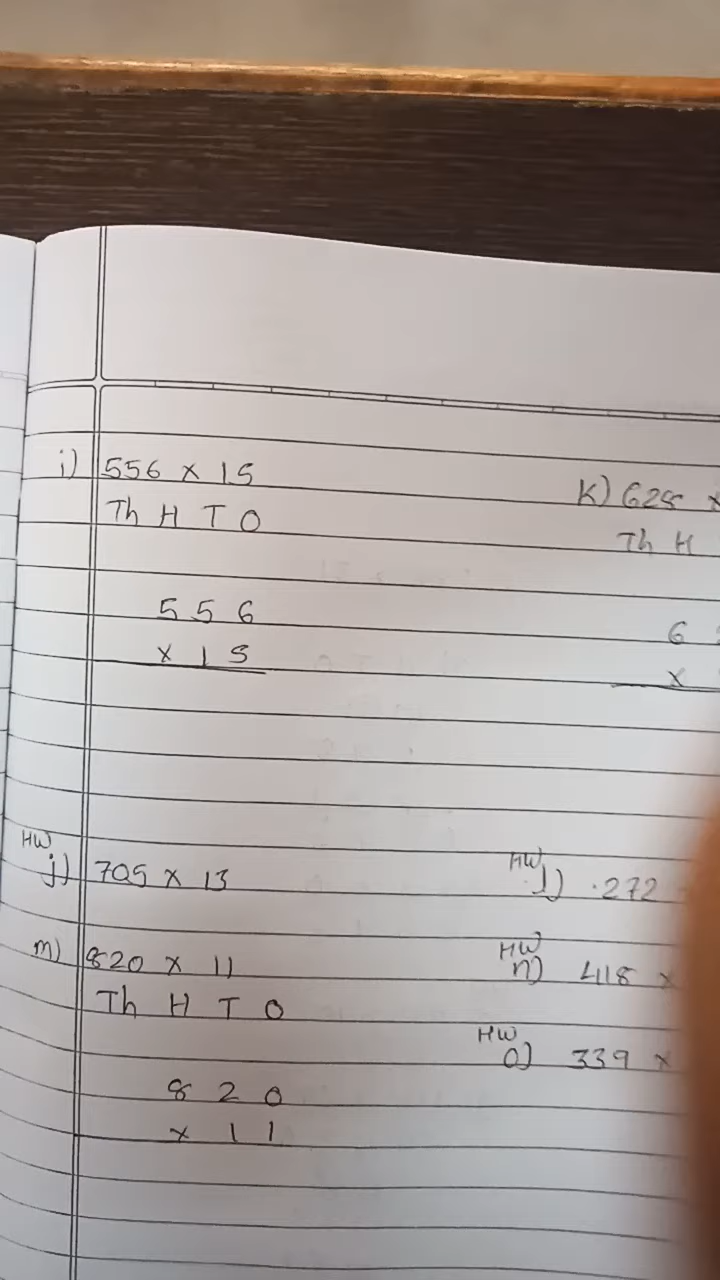 i) 556 x 15
Th H T O
5 5 6
x 1 5
K) 628 x
Th H
6
x
HW
j) 705 x 13
HW
l) .272
m) 820 x 11
Th H T O
8 2 0
x 1 1
HW
n) 418 x
HW
o) 339 x